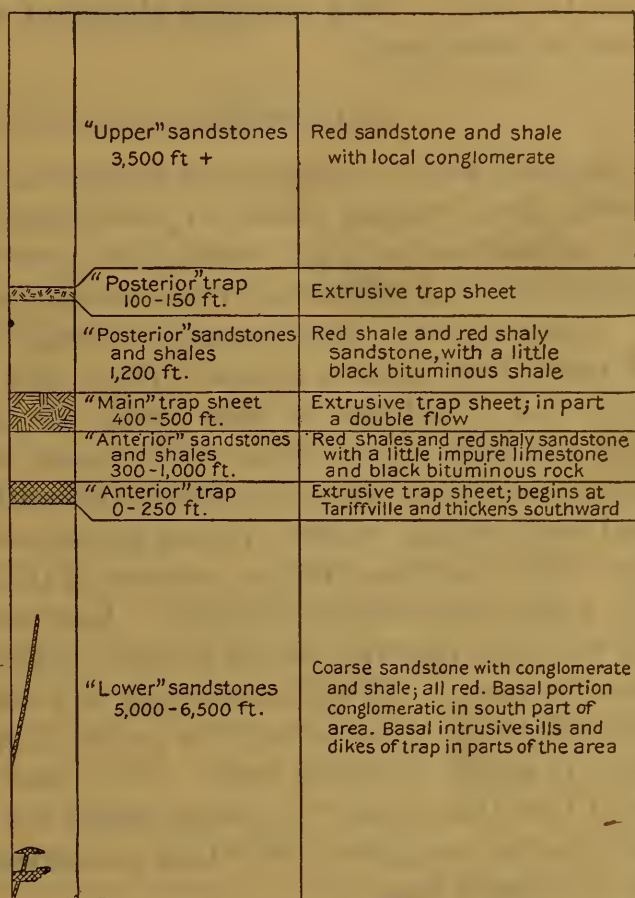 "Upper" sandstones
3,500 ft +
Red sandstone and shale
with local conglomerate
"Posterior" trap
100-150 ft.
Extrusive trap sheet
"Posterior" sandstones
and shales
1,200 ft.
Red shale and red shaly
sandstone, with a little
black bituminous shale
"Main" trap sheet
400-500 ft.
Extrusive trap sheet; in part
a double flow
"Anterior" sandstones
and shales
300-1,000 ft.
Red shales and red shaly sandstone
with a little impure limestone
and black bituminous rock
"Anterior" trap
0-250 ft.
Extrusive trap sheet; begins at
Tariffville and thickens southward
"Lower" sandstones
5,000-6,500 ft.
Coarse sandstone with conglomerate
and shale; all red. Basal portion
conglomeratic in south part of
area. Basal intrusive sills and
dikes of trap in parts of the area